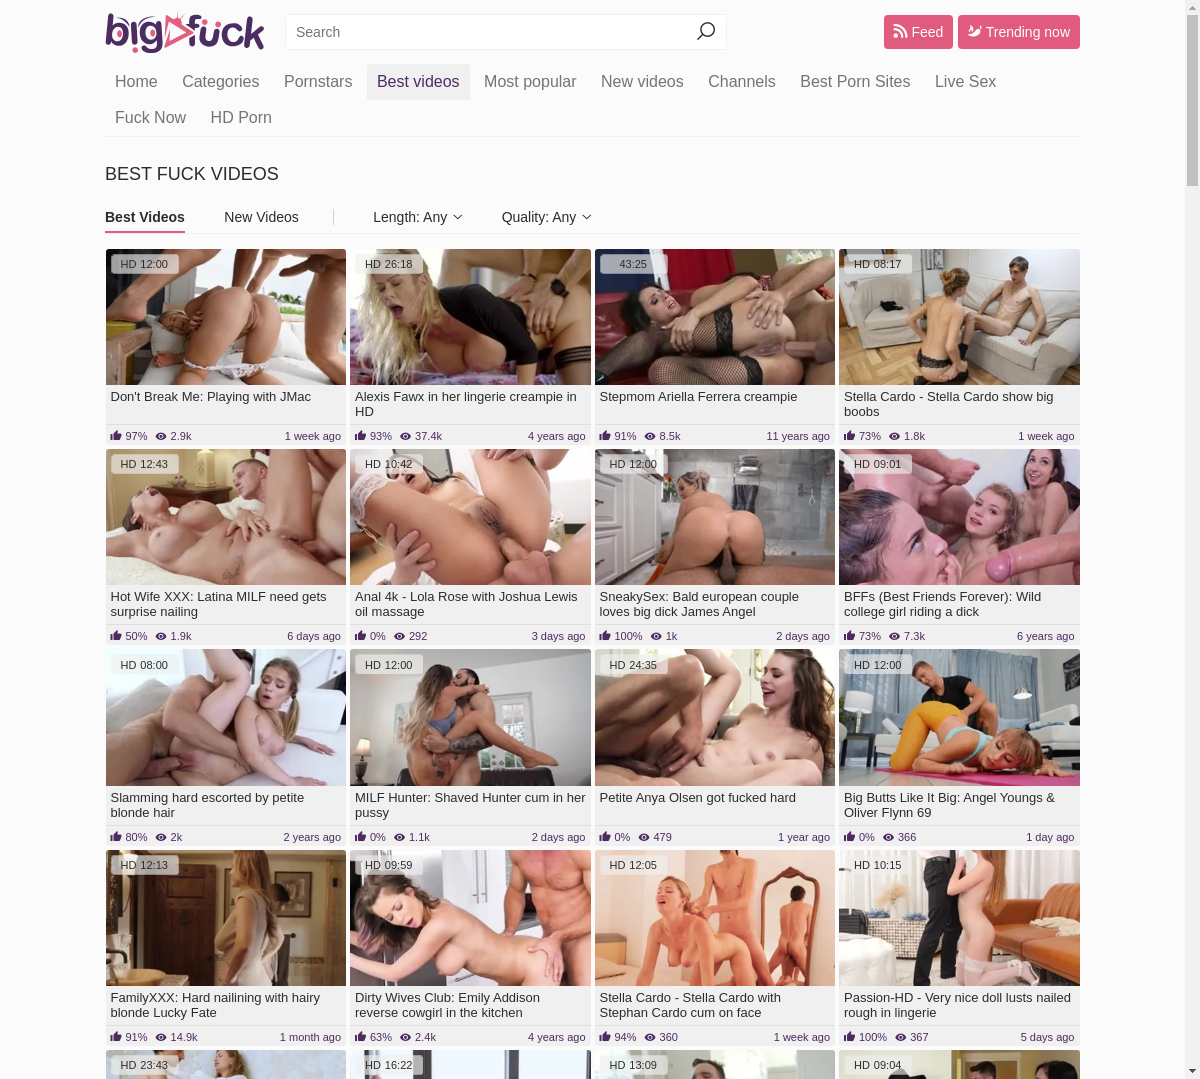 bigfuck
Search
Feed
Trending now
Home Categories Pornstars Best videos Most popular New videos Channels Best Porn Sites Live Sex
Fuck Now HD Porn
BEST FUCK VIDEOS
Best Videos New Videos Length: Any Quality: Any
HD 12:00
HD 26:18
43:25
HD 08:17
Don't Break Me: Playing with JMac
97% 2.9k 1 week ago
Alexis Fawx in her lingerie creampie in
HD
93% 37.4k 4 years ago
Stepmom Ariella Ferrera creampie
91% 8.5k 11 years ago
Stella Cardo - Stella Cardo show big
boobs
73% 1.8k 1 week ago
HD 12:43
HD 10:42
HD 12:00
HD 09:01
Hot Wife XXX: Latina MILF need gets
surprise nailing
50% 1.9k 6 days ago
Anal 4k - Lola Rose with Joshua Lewis
oil massage
0% 292 3 days ago
SneakySex: Bald european couple
loves big dick James Angel
100% 1k 2 days ago
BFFs (Best Friends Forever): Wild
college girl riding a dick
73% 7.3k 6 years ago
HD 08:00
HD 12:00
HD 24:35
HD 12:00
Slamming hard escorted by petite
blonde hair
80% 2k 2 years ago
MILF Hunter: Shaved Hunter cum in her
pussy
0% 1.1k 2 days ago
Petite Anya Olsen got fucked hard
0% 479 1 year ago
Big Butts Like It Big: Angel Youngs &
Oliver Flynn 69
0% 366 1 day ago
HD 12:13
HD 09:59
HD 12:05
HD 10:15
FamilyXXX: Hard nailining with hairy
blonde Lucky Fate
91% 14.9k 1 month ago
Dirty Wives Club: Emily Addison
reverse cowgirl in the kitchen
63% 2.4k 4 years ago
Stella Cardo - Stella Cardo with
Stephan Cardo cum on face
94% 360 1 week ago
Passion-HD - Very nice doll lusts nailed
rough in lingerie
100% 367 5 days ago
HD 23:43
HD 16:22
HD 13:09
HD 09:04